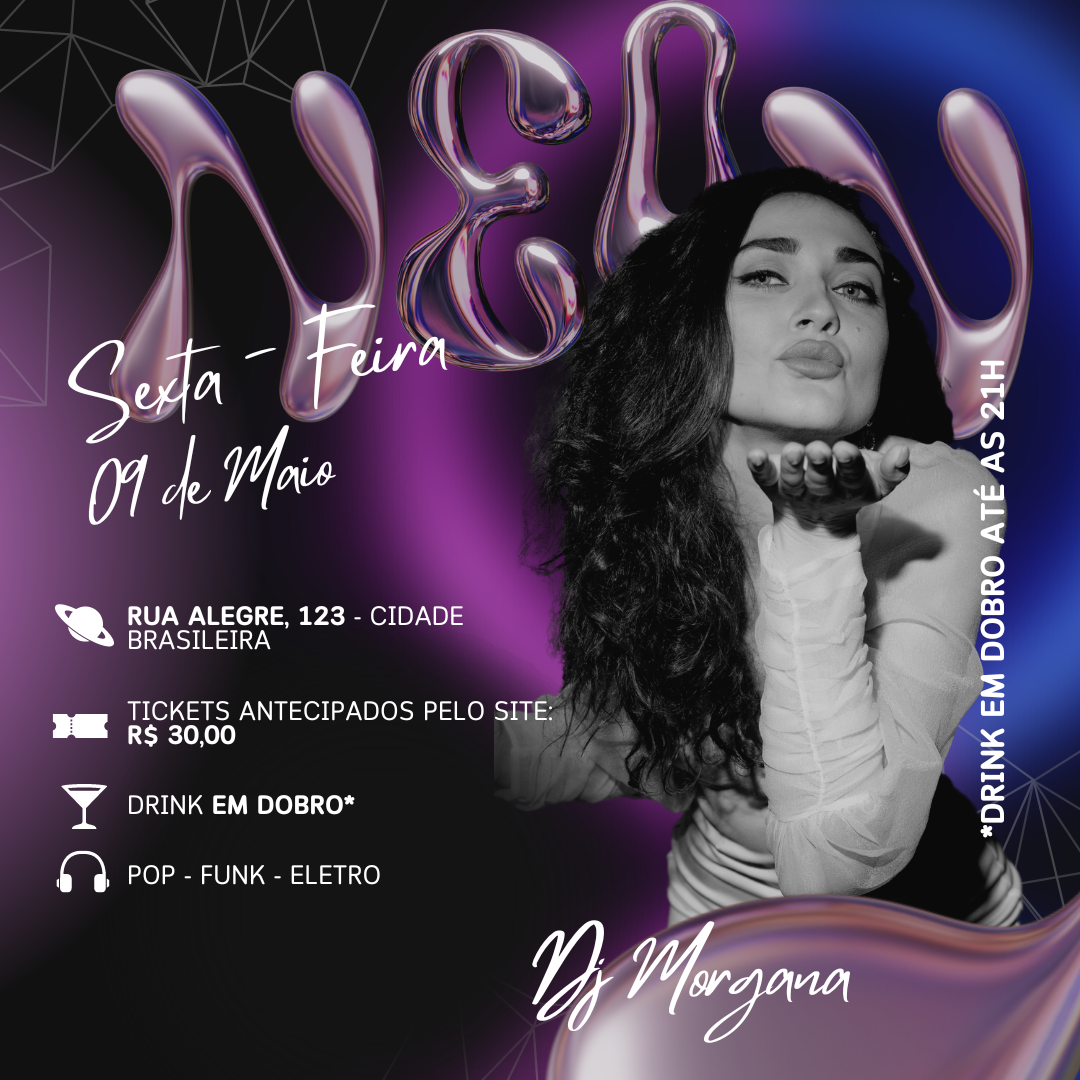 NEON
Sexta - Feira
09 de Maio
RUA ALEGRE, 123 - CIDADE
BRASILEIRA
TICKETS ANTECIPADOS PELO SITE:
R$ 30,00
DRINK EM DOBRO*
POP - FUNK - ELETRO
*DRINK EM DOBRO ATÉ AS 21H
Dj Morgana